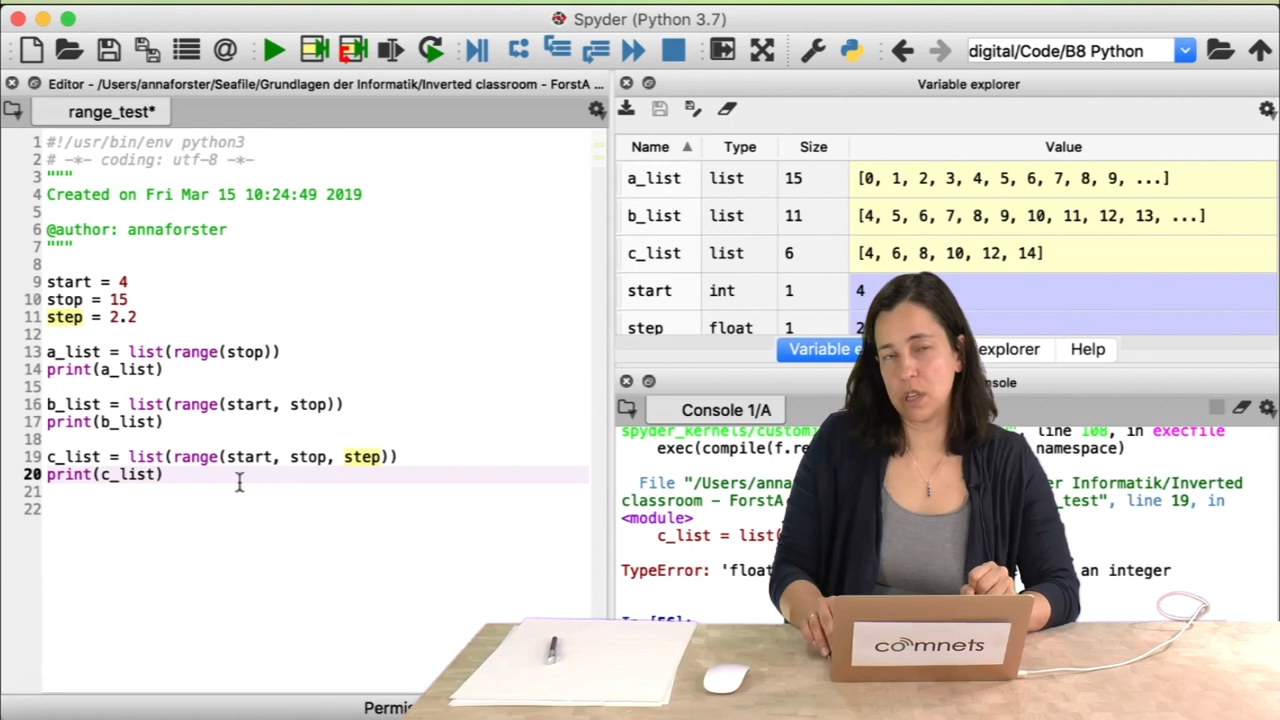 Spyder (Python 3.7)
digital/Code/B8 Python
Editor - /Users/annaforster/Seafile/Grundlagen der Informatik/Inverted classroom - ForstA ...
Variable explorer
range_test*
1 #!/usr/bin/env python3
2 # -*- coding: utf-8 -*-
3 """
4 Created on Fri Mar 15 10:24:49 2019
5
6 @author: annaforster
7 """
8
9 start = 4
10 stop = 15
11 step = 2.2
12
13 a_list = list(range(stop))
14 print(a_list)
15
16 b_list = list(range(start, stop))
17 print(b_list)
18
19 c_list = list(range(start, stop, step))
20 print(c_list)
21
22
Name Type Size Value
a_list list 15 [0, 1, 2, 3, 4, 5, 6, 7, 8, 9, ...]
b_list list 11 [4, 5, 6, 7, 8, 9, 10, 11, 12, 13, ...]
c_list list 6 [4, 6, 8, 10, 12, 14]
start int 1 4
step float 1 2
Variable explorer Help
Console 1/A
line 108, in execfile
exec(compile(f.re namespace)
File "/Users/anna er Informatik/Inverted
classroom - ForstA _test", line 19, in
<module>
c_list = list(
TypeError: 'float an integer
comnets